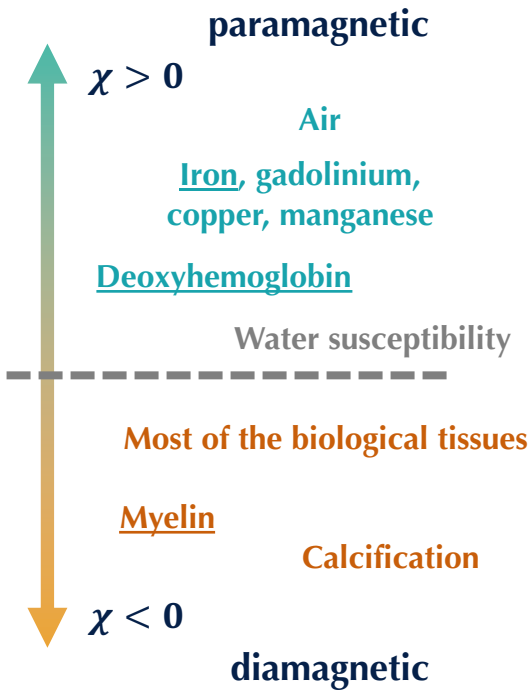 paramagnetic
χ > 0
Air
Iron, gadolinium,
copper, manganese
Deoxyhemoglobin
Water susceptibility
Most of the biological tissues
Myelin
Calcification
χ < 0
diamagnetic